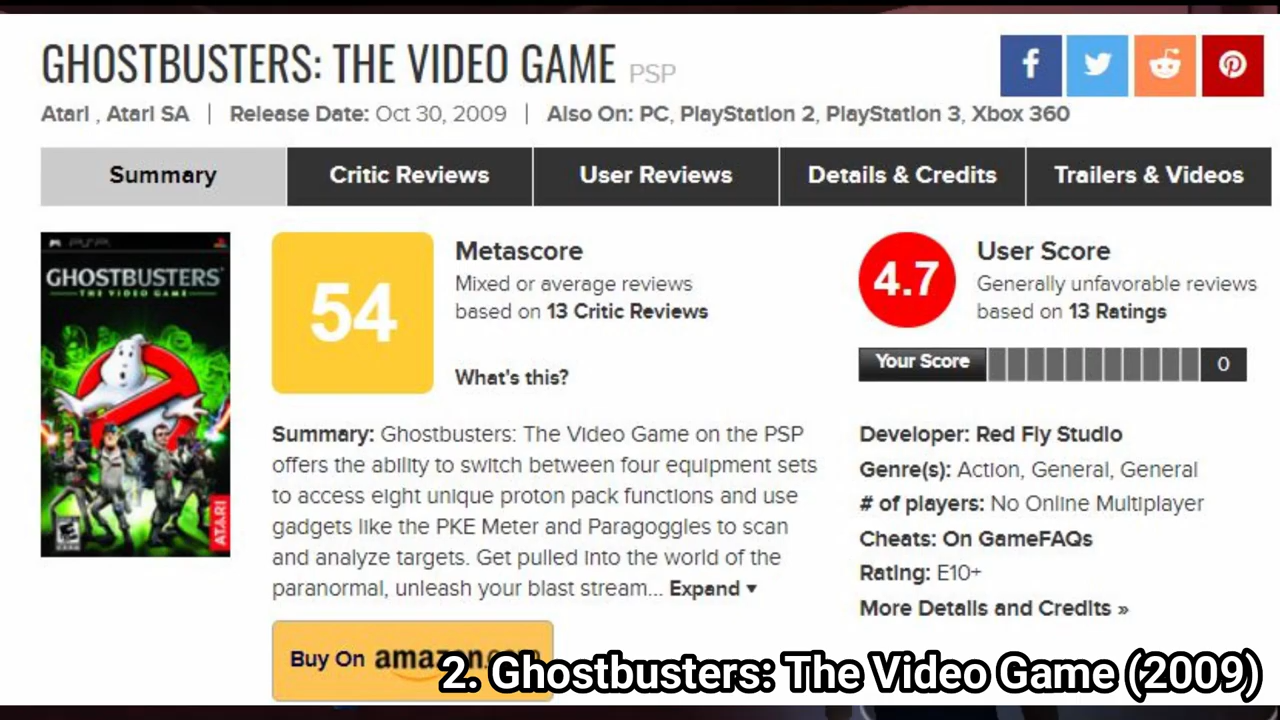 GHOSTBUSTERS: THE VIDEO GAME PSP
Atari , Atari SA | Release Date: Oct 30, 2009 | Also On: PC, PlayStation 2, PlayStation 3, Xbox 360
Summary Critic Reviews User Reviews Details & Credits Trailers & Videos
PSP
GHOSTBUSTERS
THE VIDEO GAME
E
ATARI
54
Metascore
Mixed or average reviews
based on 13 Critic Reviews
What's this?
4.7
User Score
Generally unfavorable reviews
based on 13 Ratings
Your Score 0
Summary: Ghostbusters: The Video Game on the PSP
offers the ability to switch between four equipment sets
to access eight unique proton pack functions and use
gadgets like the PKE Meter and Paragoggles to scan
and analyze targets. Get pulled into the world of the
paranormal, unleash your blast stream... Expand ▼
Developer: Red Fly Studio
Genre(s): Action, General, General
# of players: No Online Multiplayer
Cheats: On GameFAQs
Rating: E10+
More Details and Credits »
Buy On
2. Ghostbusters: The Video Game (2009)